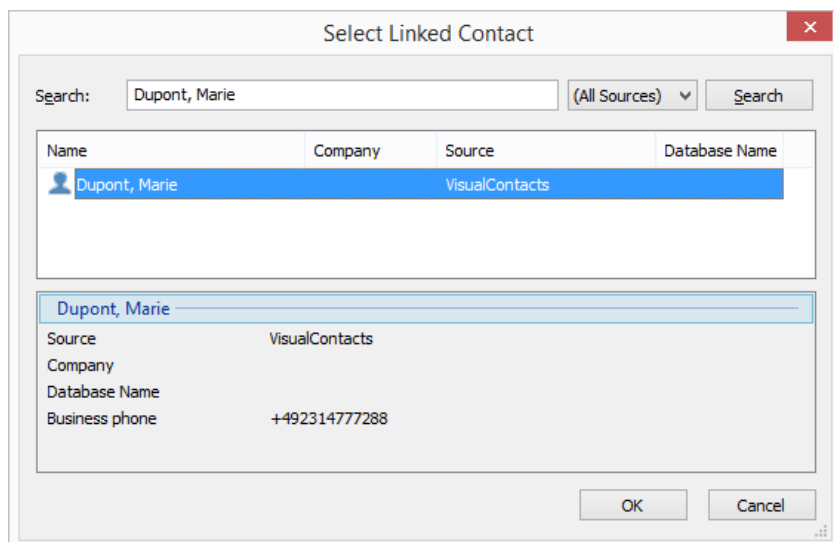 Select Linked Contact
Search: Dupont, Marie (All Sources) Search
Name Company Source Database Name
Dupont, Marie VisualContacts
Dupont, Marie
Source VisualContacts
Company
Database Name
Business phone +492314777288
OK Cancel